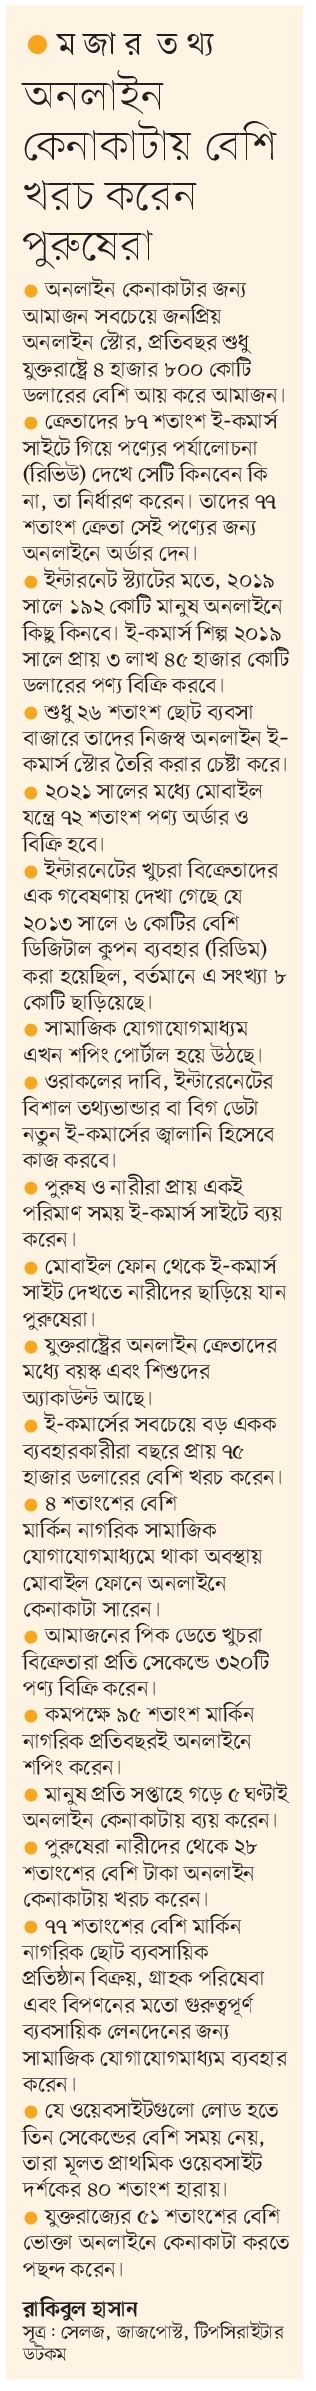 ● ম জা র ত থ্য
অনলাইন
কেনাকাটায় বেশি
খরচ করেন
পুরুষেরা
● অনলাইন কেনাকাটার জন্য
আমাজন সবচেয়ে জনপ্রিয়
অনলাইন স্টোর, প্রতিবছর শুধু
যুক্তরাষ্ট্রে ৪ হাজার ৮০০ কোটি
ডলারের বেশি আয় করে আমাজন।
● ক্রেতাদের ৮৭ শতাংশ ই-কমার্স
সাইটে গিয়ে পণ্যের পর্যালোচনা
(রিভিউ) দেখে সেটি কিনবেন কি
না, তা নির্ধারণ করেন। তাদের ৭৭
শতাংশ ক্রেতা সেই পণ্যের জন্য
অনলাইনে অর্ডার দেন।
● ইন্টারনেট স্ট্যাটের মতে, ২০১৯
সালে ১৯২ কোটি মানুষ অনলাইনে
কিছু কিনবে। ই-কমার্স শিল্প ২০১৯
সালে প্রায় ৩ লাখ ৪৫ হাজার কোটি
ডলারের পণ্য বিক্রি করবে।
● শুধু ২৬ শতাংশ ছোট ব্যবসা
বাজারে তাদের নিজস্ব অনলাইন ই-
কমার্স স্টোর তৈরি করার চেষ্টা করে।
● ২০২১ সালের মধ্যে মোবাইল
যন্ত্রে ৭২ শতাংশ পণ্য অর্ডার ও
বিক্রি হবে।
● ইন্টারনেটের খুচরা বিক্রেতাদের
এক গবেষণায় দেখা গেছে যে
২০১৩ সালে ৬ কোটির বেশি
ডিজিটাল কুপন ব্যবহার (রিডিম)
করা হয়েছিল, বর্তমানে এ সংখ্যা ৮
কোটি ছাড়িয়েছে।
● সামাজিক যোগাযোগমাধ্যম
এখন শপিং পোর্টাল হয়ে উঠছে।
● ওরাকলের দাবি, ইন্টারেনেটের
বিশাল তথ্যভান্ডার বা বিগ ডেটা
নতুন ই-কমার্সের জ্বালানি হিসেবে
কাজ করবে।
● পুরুষ ও নারীরা প্রায় একই
পরিমাণ সময় ই-কমার্স সাইটে ব্যয়
করেন।
● মোবাইল ফোন থেকে ই-কমার্স
সাইট দেখতে নারীদের ছাড়িয়ে যান
পুরুষেরা।
● যুক্তরাষ্ট্রের অনলাইন ক্রেতাদের
মধ্যে বয়স্ক এবং শিশুদের
অ্যাকাউন্ট আছে।
● ই-কমার্সের সবচেয়ে বড় একক
ব্যবহারকারীরা বছরে প্রায় ৭৫
হাজার ডলারের বেশি খরচ করেন।
● ৪ শতাংশের বেশি
মার্কিন নাগরিক সামাজিক
যোগাযোগমাধ্যমে থাকা অবস্থায়
মোবাইল ফোনে অনলাইনে
কেনাকাটা সারেন।
● আমাজনের পিক ডেতে খুচরা
বিক্রেতারা প্রতি সেকেন্ডে ৩২০টি
পণ্য বিক্রি করেন।
● কমপক্ষে ৯৫ শতাংশ মার্কিন
নাগরিক প্রতিবছরই অনলাইনে
শপিং করেন।
● মানুষ প্রতি সপ্তাহে গড়ে ৫ ঘণ্টাই
অনলাইন কেনাকাটায় ব্যয় করেন।
● পুরুষেরা নারীদের থেকে ২৮
শতাংশের বেশি টাকা অনলাইন
কেনাকাটায় খরচ করেন।
● ৭৭ শতাংশের বেশি মার্কিন
নাগরিক ছোট ব্যবসায়িক
প্রতিষ্ঠান বিক্রয়, গ্রাহক পরিষেবা
এবং বিপণনের মতো গুরুত্বপূর্ণ
ব্যবসায়িক লেনদেনের জন্য
সামাজিক যোগাযোগমাধ্যম ব্যবহার
করেন।
● যে ওয়েবসাইটগুলো লোড হতে
তিন সেকেন্ডের বেশি সময় নেয়,
তারা মূলত প্রাথমিক ওয়েবসাইট
দর্শকের ৪০ শতাংশ হারায়।
● যুক্তরাজ্যের ৫১ শতাংশের বেশি
ভোক্তা অনলাইনে কেনাকাটা করতে
পছন্দ করেন।
রাকিবুল হাসান
সূত্র : সেলজ, জাজপোস্ট, টিপসিরাইটার
ডটকম